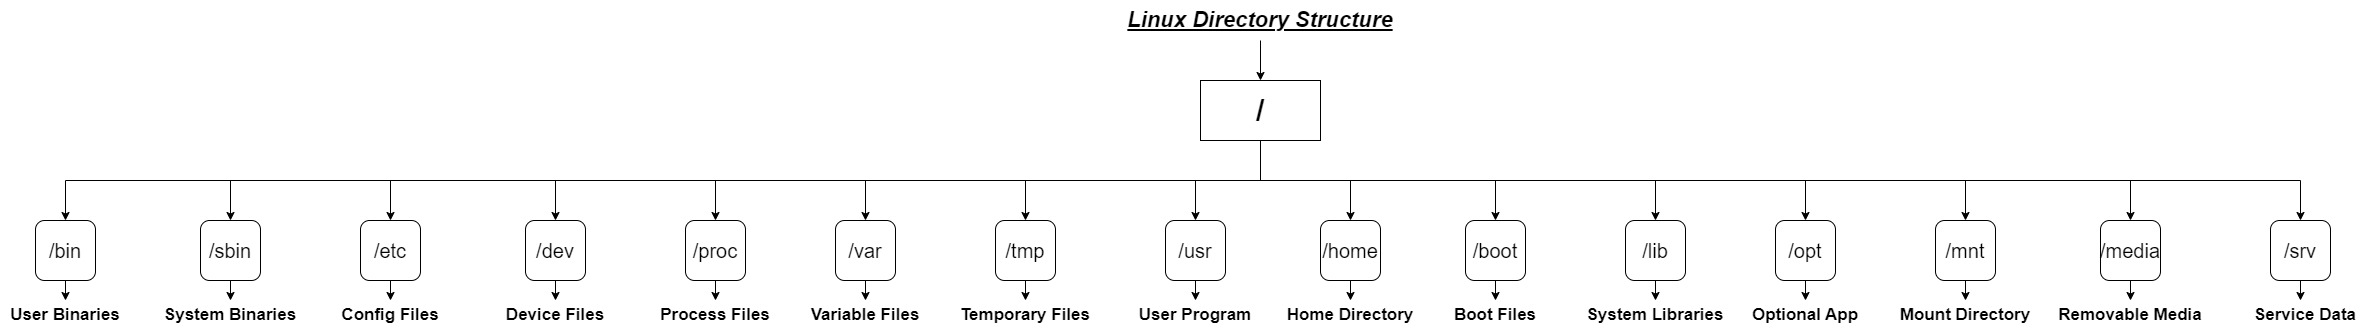 Linux Directory Structure
/
/bin
/sbin
/etc
/dev
/proc
/var
/tmp
/usr
/home
/boot
/lib
/opt
/mnt
/media
/srv
User Binaries
System Binaries
Config Files
Device Files
Process Files
Variable Files
Temporary Files
User Program
Home Directory
Boot Files
System Libraries
Optional App
Mount Directory
Removable Media
Service Data